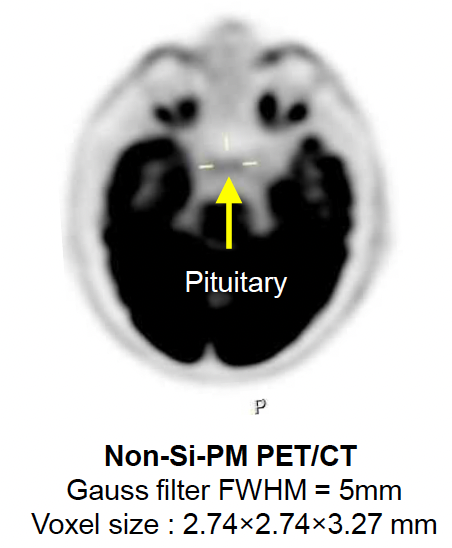 Pituitary
P
Non-Si-PM PET/CT
Gauss filter FWHM = 5mm
Voxel size : 2.74×2.74×3.27 mm